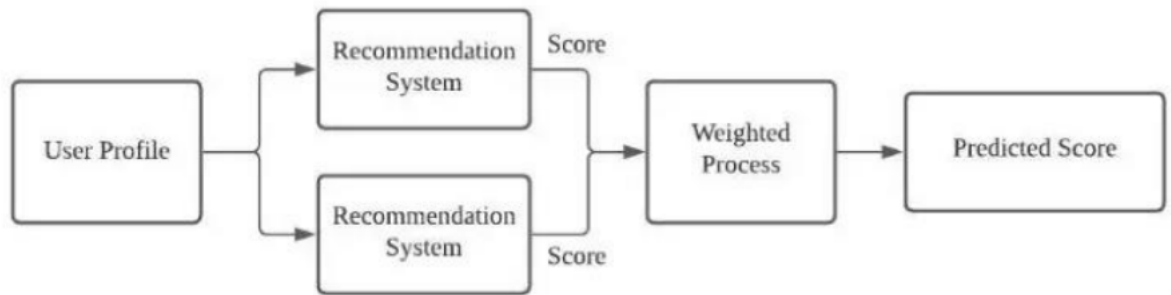 User Profile
Recommendation
System
Score
Recommendation
System
Score
Weighted
Process
Predicted Score